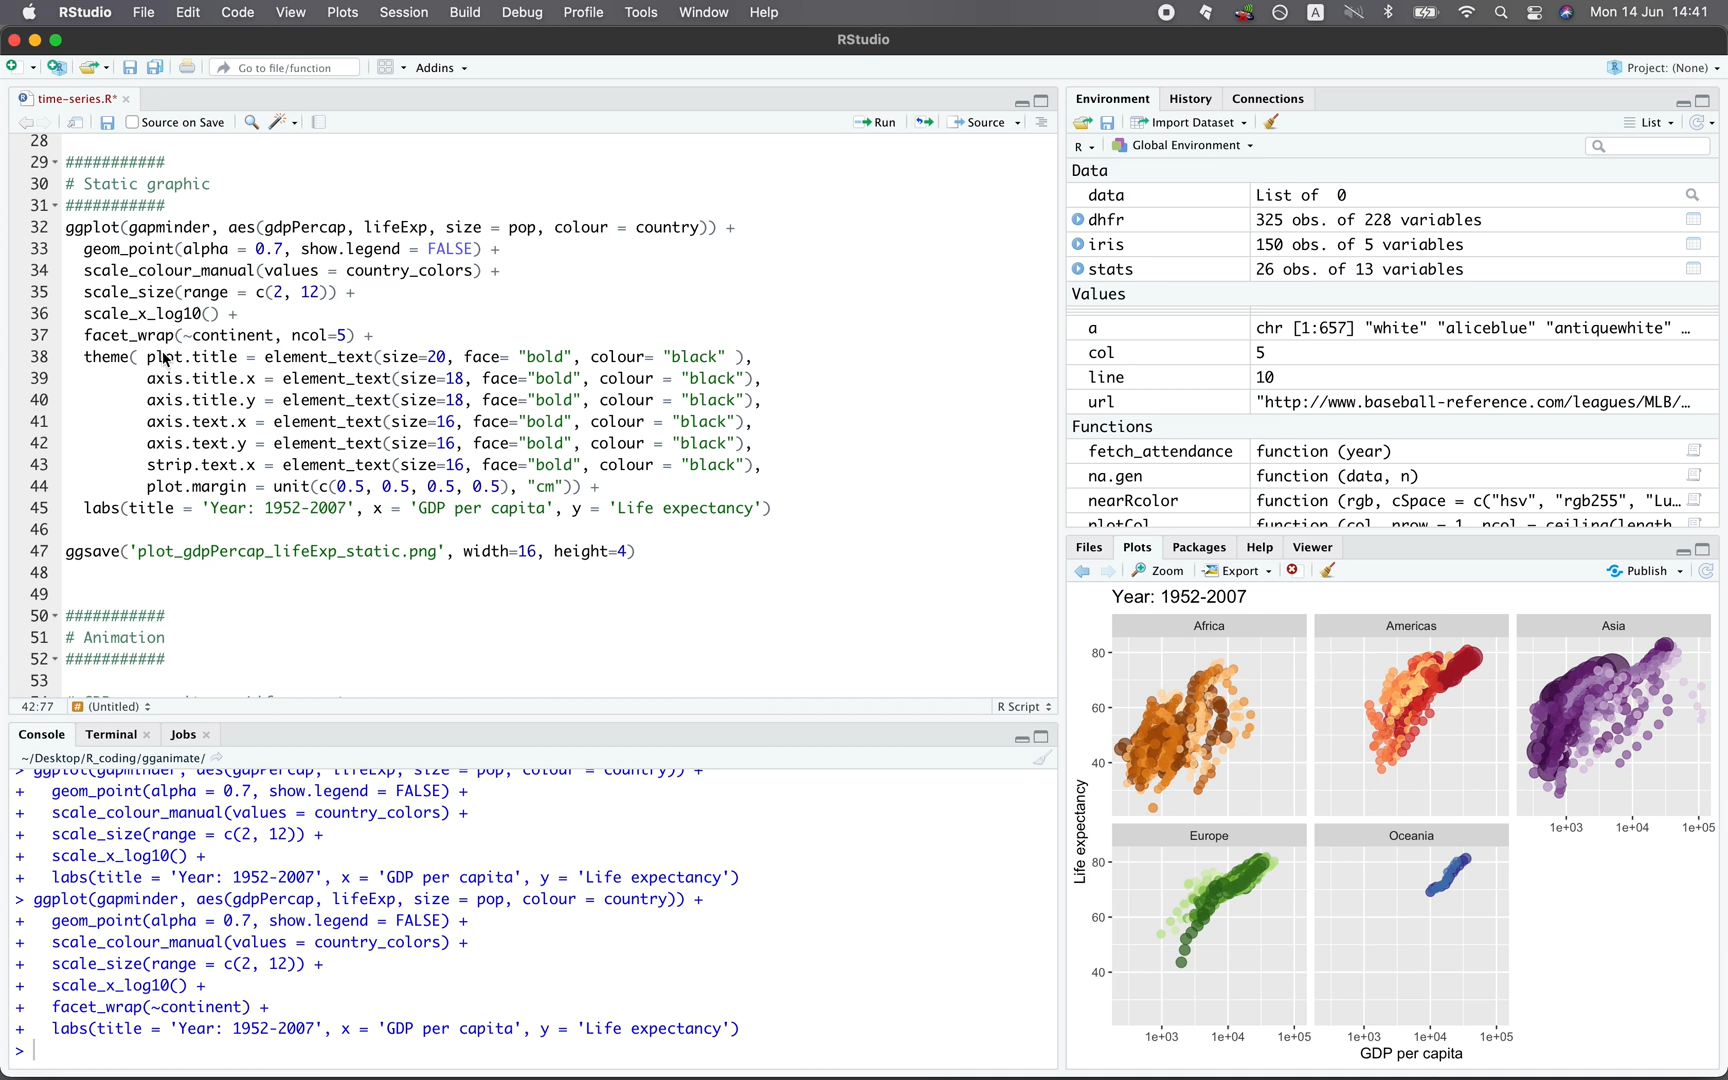 RStudio File Edit Code View Plots Session Build Debug Profile Tools Window Help A Mon 14 Jun 14:41
RStudio
Go to file/function Addins Project: (None)
time-series.R*
Source on Save Run Source
28
29 ###########
30 # Static graphic
31 ###########
32 ggplot(gapminder, aes(gdpPercap, lifeExp, size = pop, colour = country)) +
33 geom_point(alpha = 0.7, show.legend = FALSE) +
34 scale_colour_manual(values = country_colors) +
35 scale_size(range = c(2, 12)) +
36 scale_x_log10() +
37 facet_wrap(~continent, ncol=5) +
38 theme( plot.title = element_text(size=20, face= "bold", colour= "black" ),
39 axis.title.x = element_text(size=18, face="bold", colour = "black"),
40 axis.title.y = element_text(size=18, face="bold", colour = "black"),
41 axis.text.x = element_text(size=16, face="bold", colour = "black"),
42 axis.text.y = element_text(size=16, face="bold", colour = "black"),
43 strip.text.x = element_text(size=16, face="bold", colour = "black"),
44 plot.margin = unit(c(0.5, 0.5, 0.5, 0.5), "cm")) +
45 labs(title = 'Year: 1952-2007', x = 'GDP per capita', y = 'Life expectancy')
46
47 ggsave('plot_gdpPercap_lifeExp_static.png', width=16, height=4)
48
49
50 ###########
51 # Animation
52 ###########
53
42:77 # (Untitled) R Script
Console Terminal Jobs
~/Desktop/R_coding/gganimate/
> ggplot(gapminder, aes(gdpPercap, lifeExp, size = pop, colour = country)) +
+ geom_point(alpha = 0.7, show.legend = FALSE) +
+ scale_colour_manual(values = country_colors) +
+ scale_size(range = c(2, 12)) +
+ scale_x_log10() +
+ labs(title = 'Year: 1952-2007', x = 'GDP per capita', y = 'Life expectancy')
> ggplot(gapminder, aes(gdpPercap, lifeExp, size = pop, colour = country)) +
+ geom_point(alpha = 0.7, show.legend = FALSE) +
+ scale_colour_manual(values = country_colors) +
+ scale_size(range = c(2, 12)) +
+ scale_x_log10() +
+ facet_wrap(~continent) +
+ labs(title = 'Year: 1952-2007', x = 'GDP per capita', y = 'Life expectancy')
>
Environment History Connections
Import Dataset List
R Global Environment
Data
data List of 0
dhfr 325 obs. of 228 variables
iris 150 obs. of 5 variables
stats 26 obs. of 13 variables
Values
a chr [1:657] "white" "aliceblue" "antiquewhite" …
col 5
line 10
url "http://www.baseball-reference.com/leagues/MLB/…
Functions
fetch_attendance function (year)
na.gen function (data, n)
nearRcolor function (rgb, cSpace = c("hsv", "rgb255", "Lu…
plotCol function (col, nrow = 1, ncol = ceiling(length
Files Plots Packages Help Viewer
Zoom Export Publish
Year: 1952-2007
Africa Americas Asia
80
60
40
1e+03 1e+04 1e+05
Life expectancy
Europe Oceania
80
60
40
1e+03 1e+04 1e+05 1e+03 1e+04 1e+05
GDP per capita